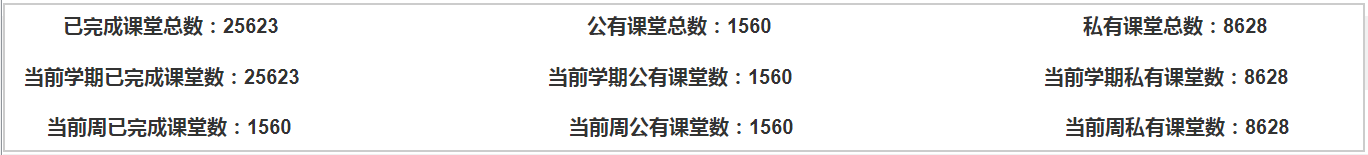 已完成课堂总数：25623 公有课堂总数：1560 私有课堂总数：8628
当前学期已完成课堂数：25623 当前学期公有课堂数：1560 当前学期私有课堂数：8628
当前周已完成课堂数：1560 当前周公有课堂数：1560 当前周私有课堂数：8628